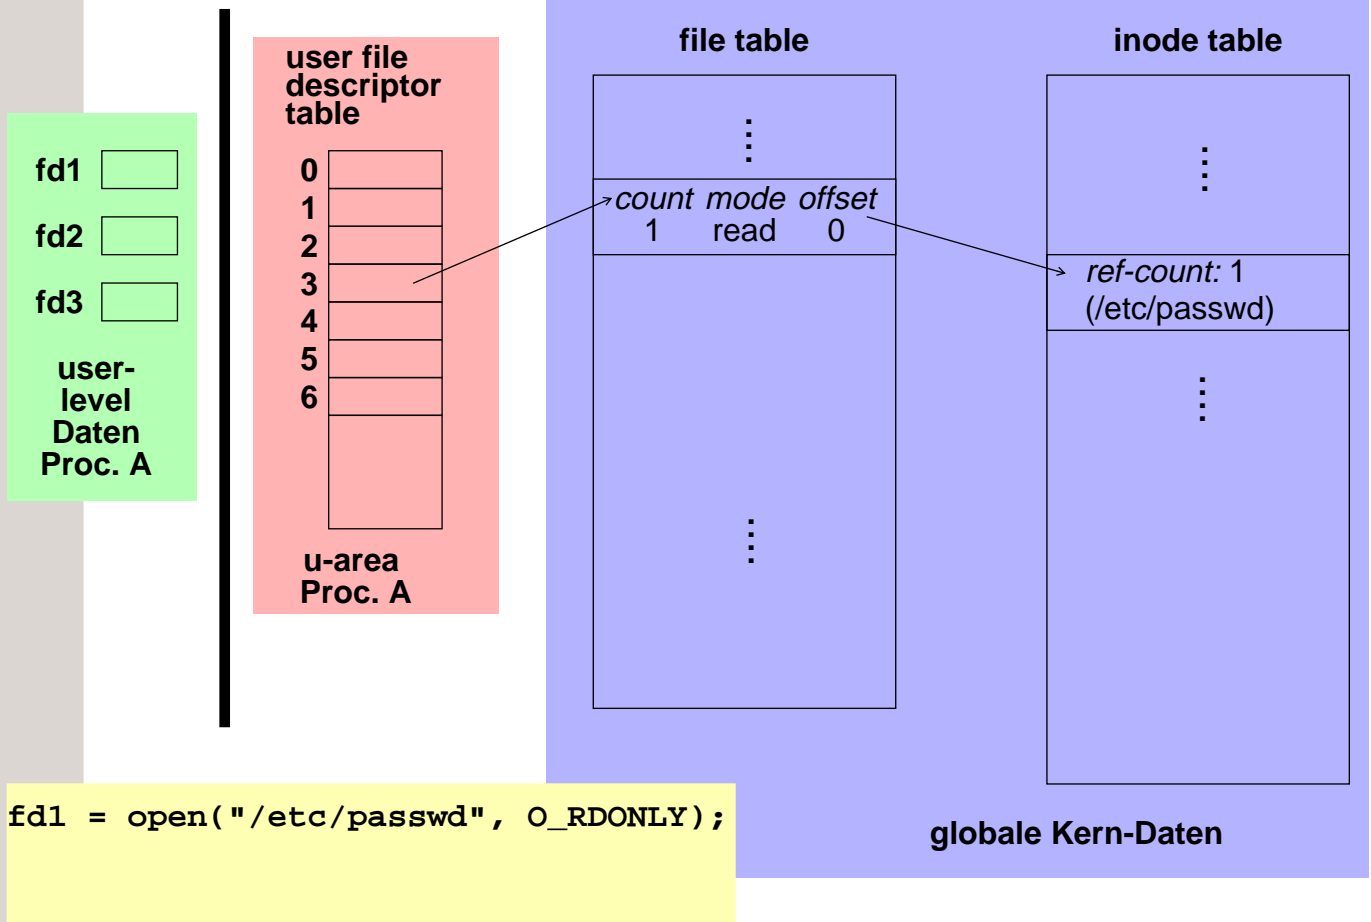 fd1
fd2
fd3
user-
level
Daten
Proc. A
user file
descriptor
table
0
1
2
3
4
5
6
u-area
Proc. A
file table
count mode offset
1 read 0
inode table
ref-count: 1
(/etc/passwd)
globale Kern-Daten
fd1 = open("/etc/passwd", O_RDONLY);